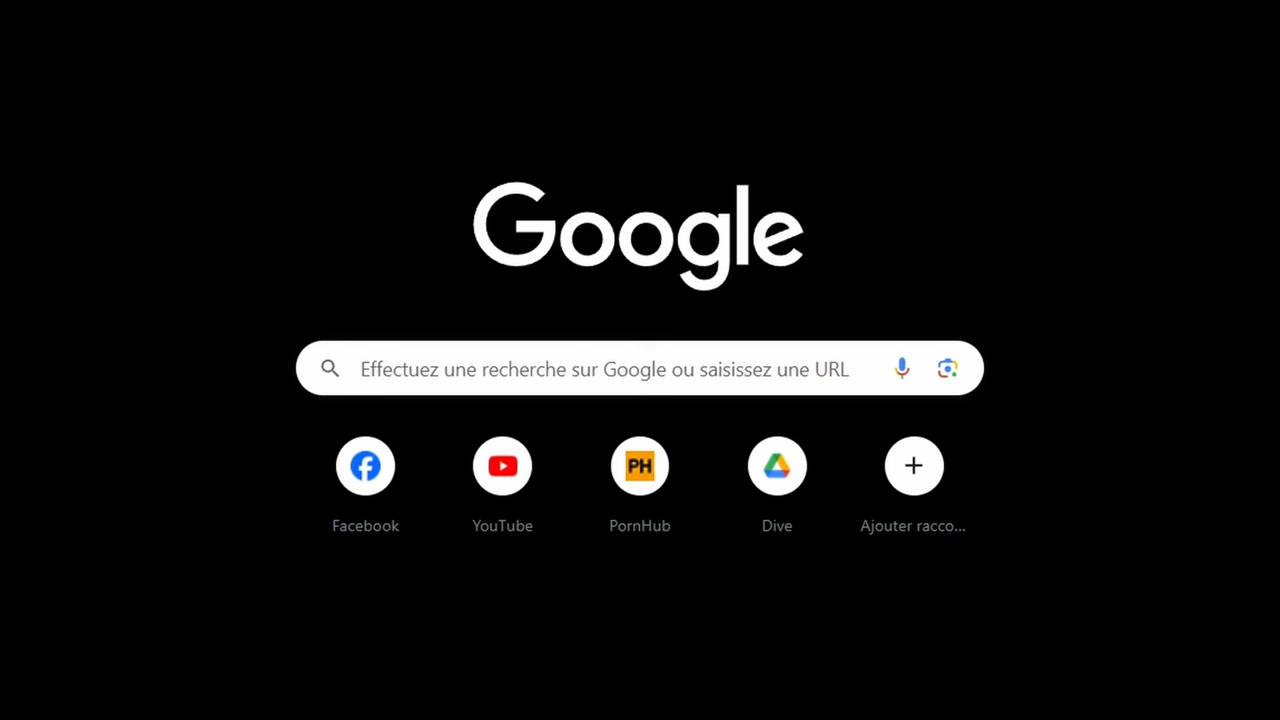 Google
Effectuez une recherche sur Google ou saisissez une URL
PH
Facebook
YouTube
PornHub
Dive
Ajouter racco...